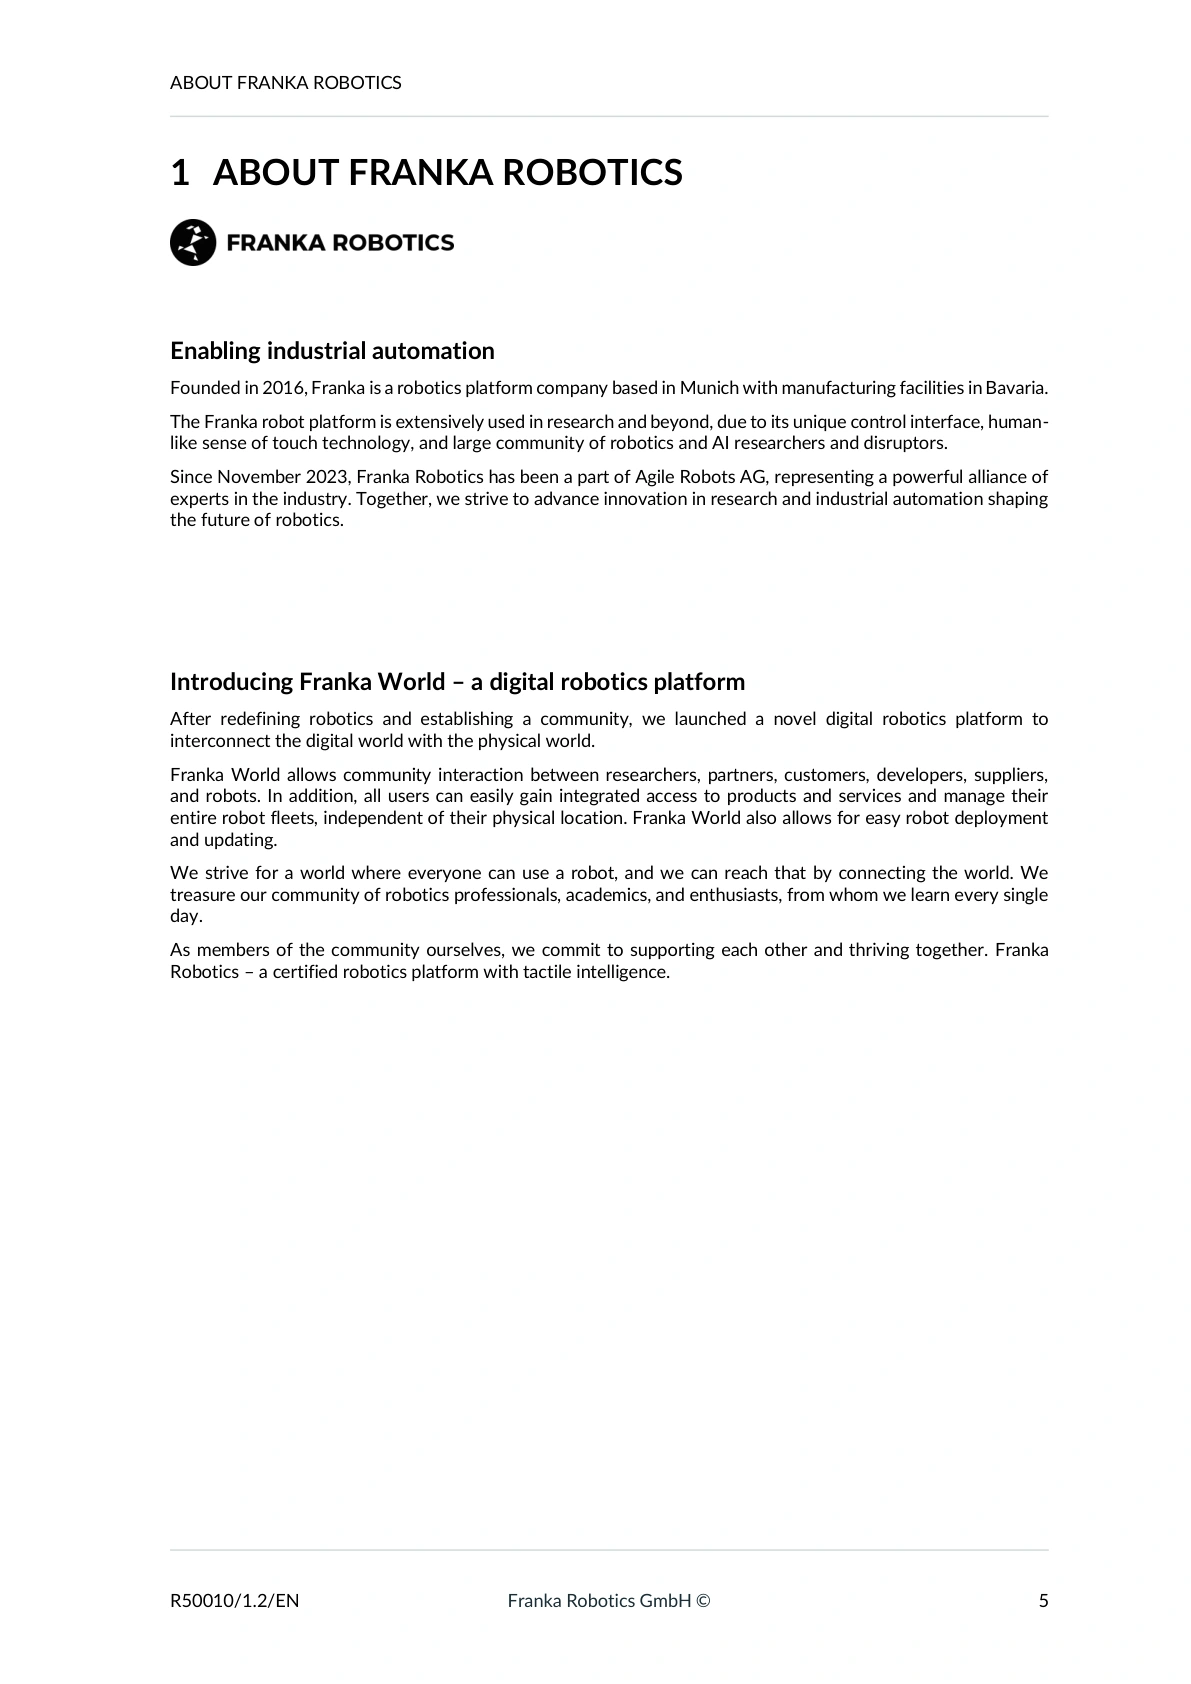 ABOUT FRANKA ROBOTICS
1 ABOUT FRANKA ROBOTICS
FRANKA ROBOTICS
Enabling industrial automation
Founded in 2016, Franka is a robotics platform company based in Munich with manufacturing facilities in Bavaria.
The Franka robot platform is extensively used in research and beyond, due to its unique control interface, human-
like sense of touch technology, and large community of robotics and AI researchers and disruptors.
Since November 2023, Franka Robotics has been a part of Agile Robots AG, representing a powerful alliance of
experts in the industry. Together, we strive to advance innovation in research and industrial automation shaping
the future of robotics.
Introducing Franka World – a digital robotics platform
After redefining robotics and establishing a community, we launched a novel digital robotics platform to
interconnect the digital world with the physical world.
Franka World allows community interaction between researchers, partners, customers, developers, suppliers,
and robots. In addition, all users can easily gain integrated access to products and services and manage their
entire robot fleets, independent of their physical location. Franka World also allows for easy robot deployment
and updating.
We strive for a world where everyone can use a robot, and we can reach that by connecting the world. We
treasure our community of robotics professionals, academics, and enthusiasts, from whom we learn every single
day.
As members of the community ourselves, we commit to supporting each other and thriving together. Franka
Robotics – a certified robotics platform with tactile intelligence.
R50010/1.2/EN Franka Robotics GmbH © 5